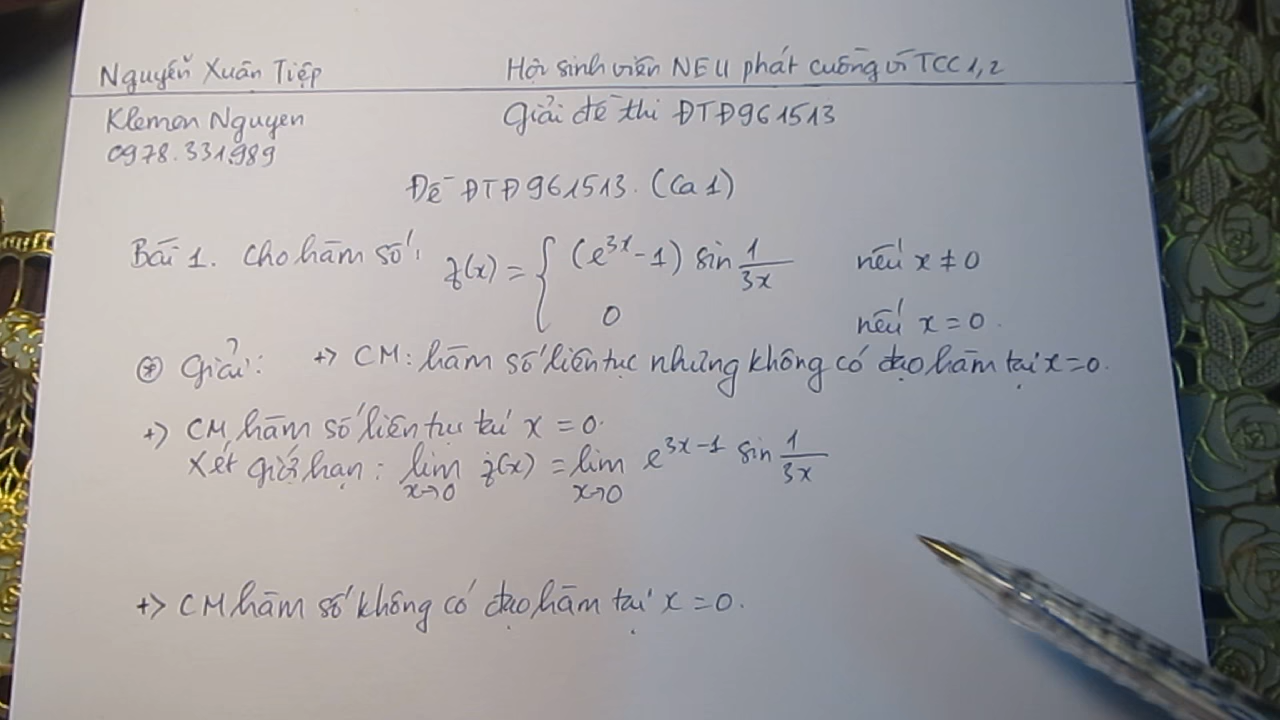 Nguyễn Xuân Tiệp
Hội sinh viên NEU phát cuồng vì TCC 1, 2
Klemen Nguyen
0978.331989
Giải đề thi ĐTĐ961513
Đề ĐTĐ961513. (Ca 1)
Bài 1. Cho hàm số: f(x) = { (e^{3x} - 1) sin 1/3x nếu x ≠ 0
0 nếu x = 0.
⊛ Giải: +> CM: hàm số liên tục nhưng không có đạo hàm tại x = 0.
+) CM hàm số liên tục tại x = 0.
Xét giới hạn: lim_{x→0} f(x) = lim_{x→0} e^{3x-1} sin 1/3x
+> CM hàm số không có đạo hàm tại x = 0.